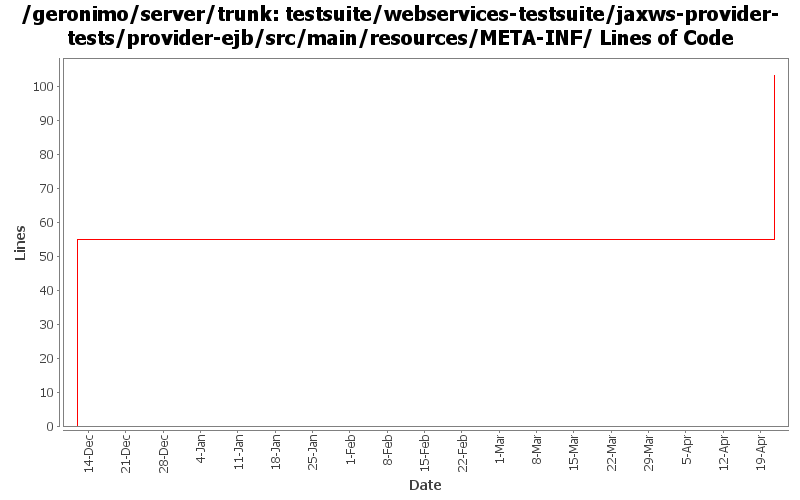 /geronimo/server/trunk: testsuite/webservices-testsuite/jaxws-provider-
tests/provider-ejb/src/main/resources/META-INF/ Lines of Code
100
90
80
70
60
50
40
30
20
10
0
Lines
14-Dec
21-Dec
28-Dec
4-Jan
11-Jan
18-Jan
25-Jan
1-Feb
8-Feb
15-Feb
22-Feb
1-Mar
8-Mar
15-Mar
22-Mar
29-Mar
5-Apr
12-Apr
19-Apr
Date